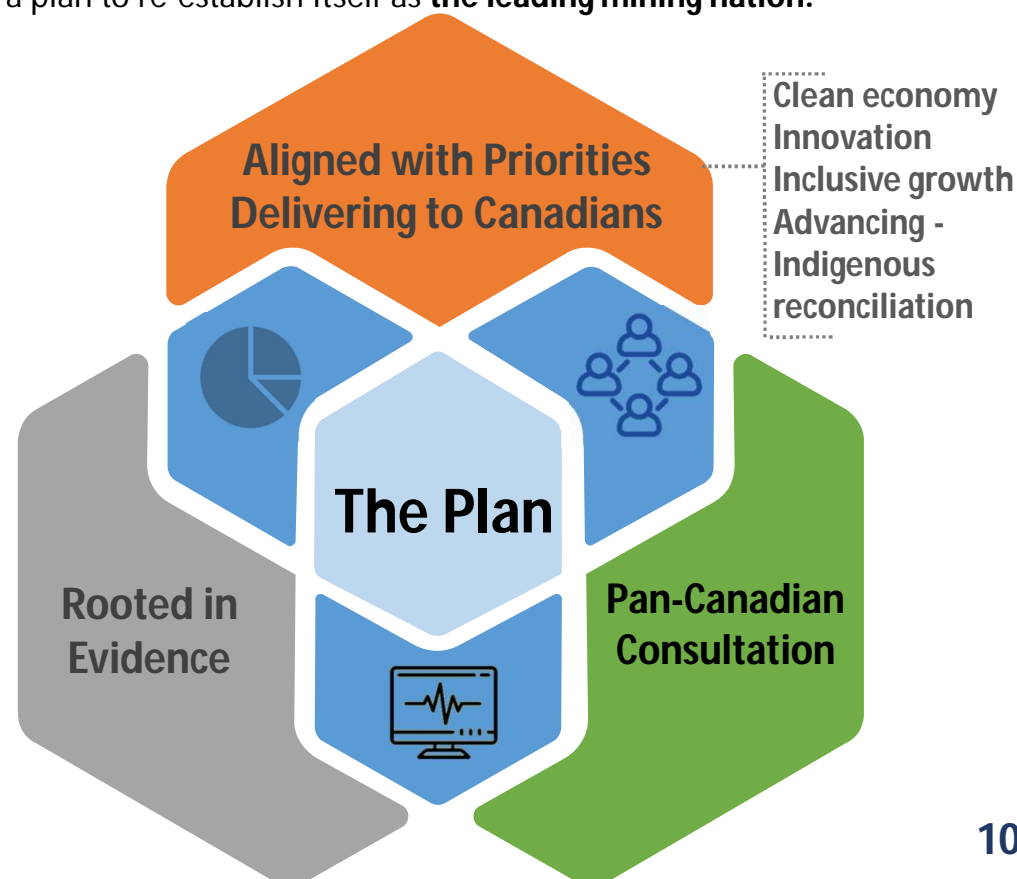 a plan to re-establish itself as the leading mining nation.
Aligned with Priorities
Delivering to Canadians
Clean economy
Innovation
Inclusive growth
Advancing -
Indigenous
reconciliation
The Plan
Rooted in
Evidence
Pan-Canadian
Consultation
10